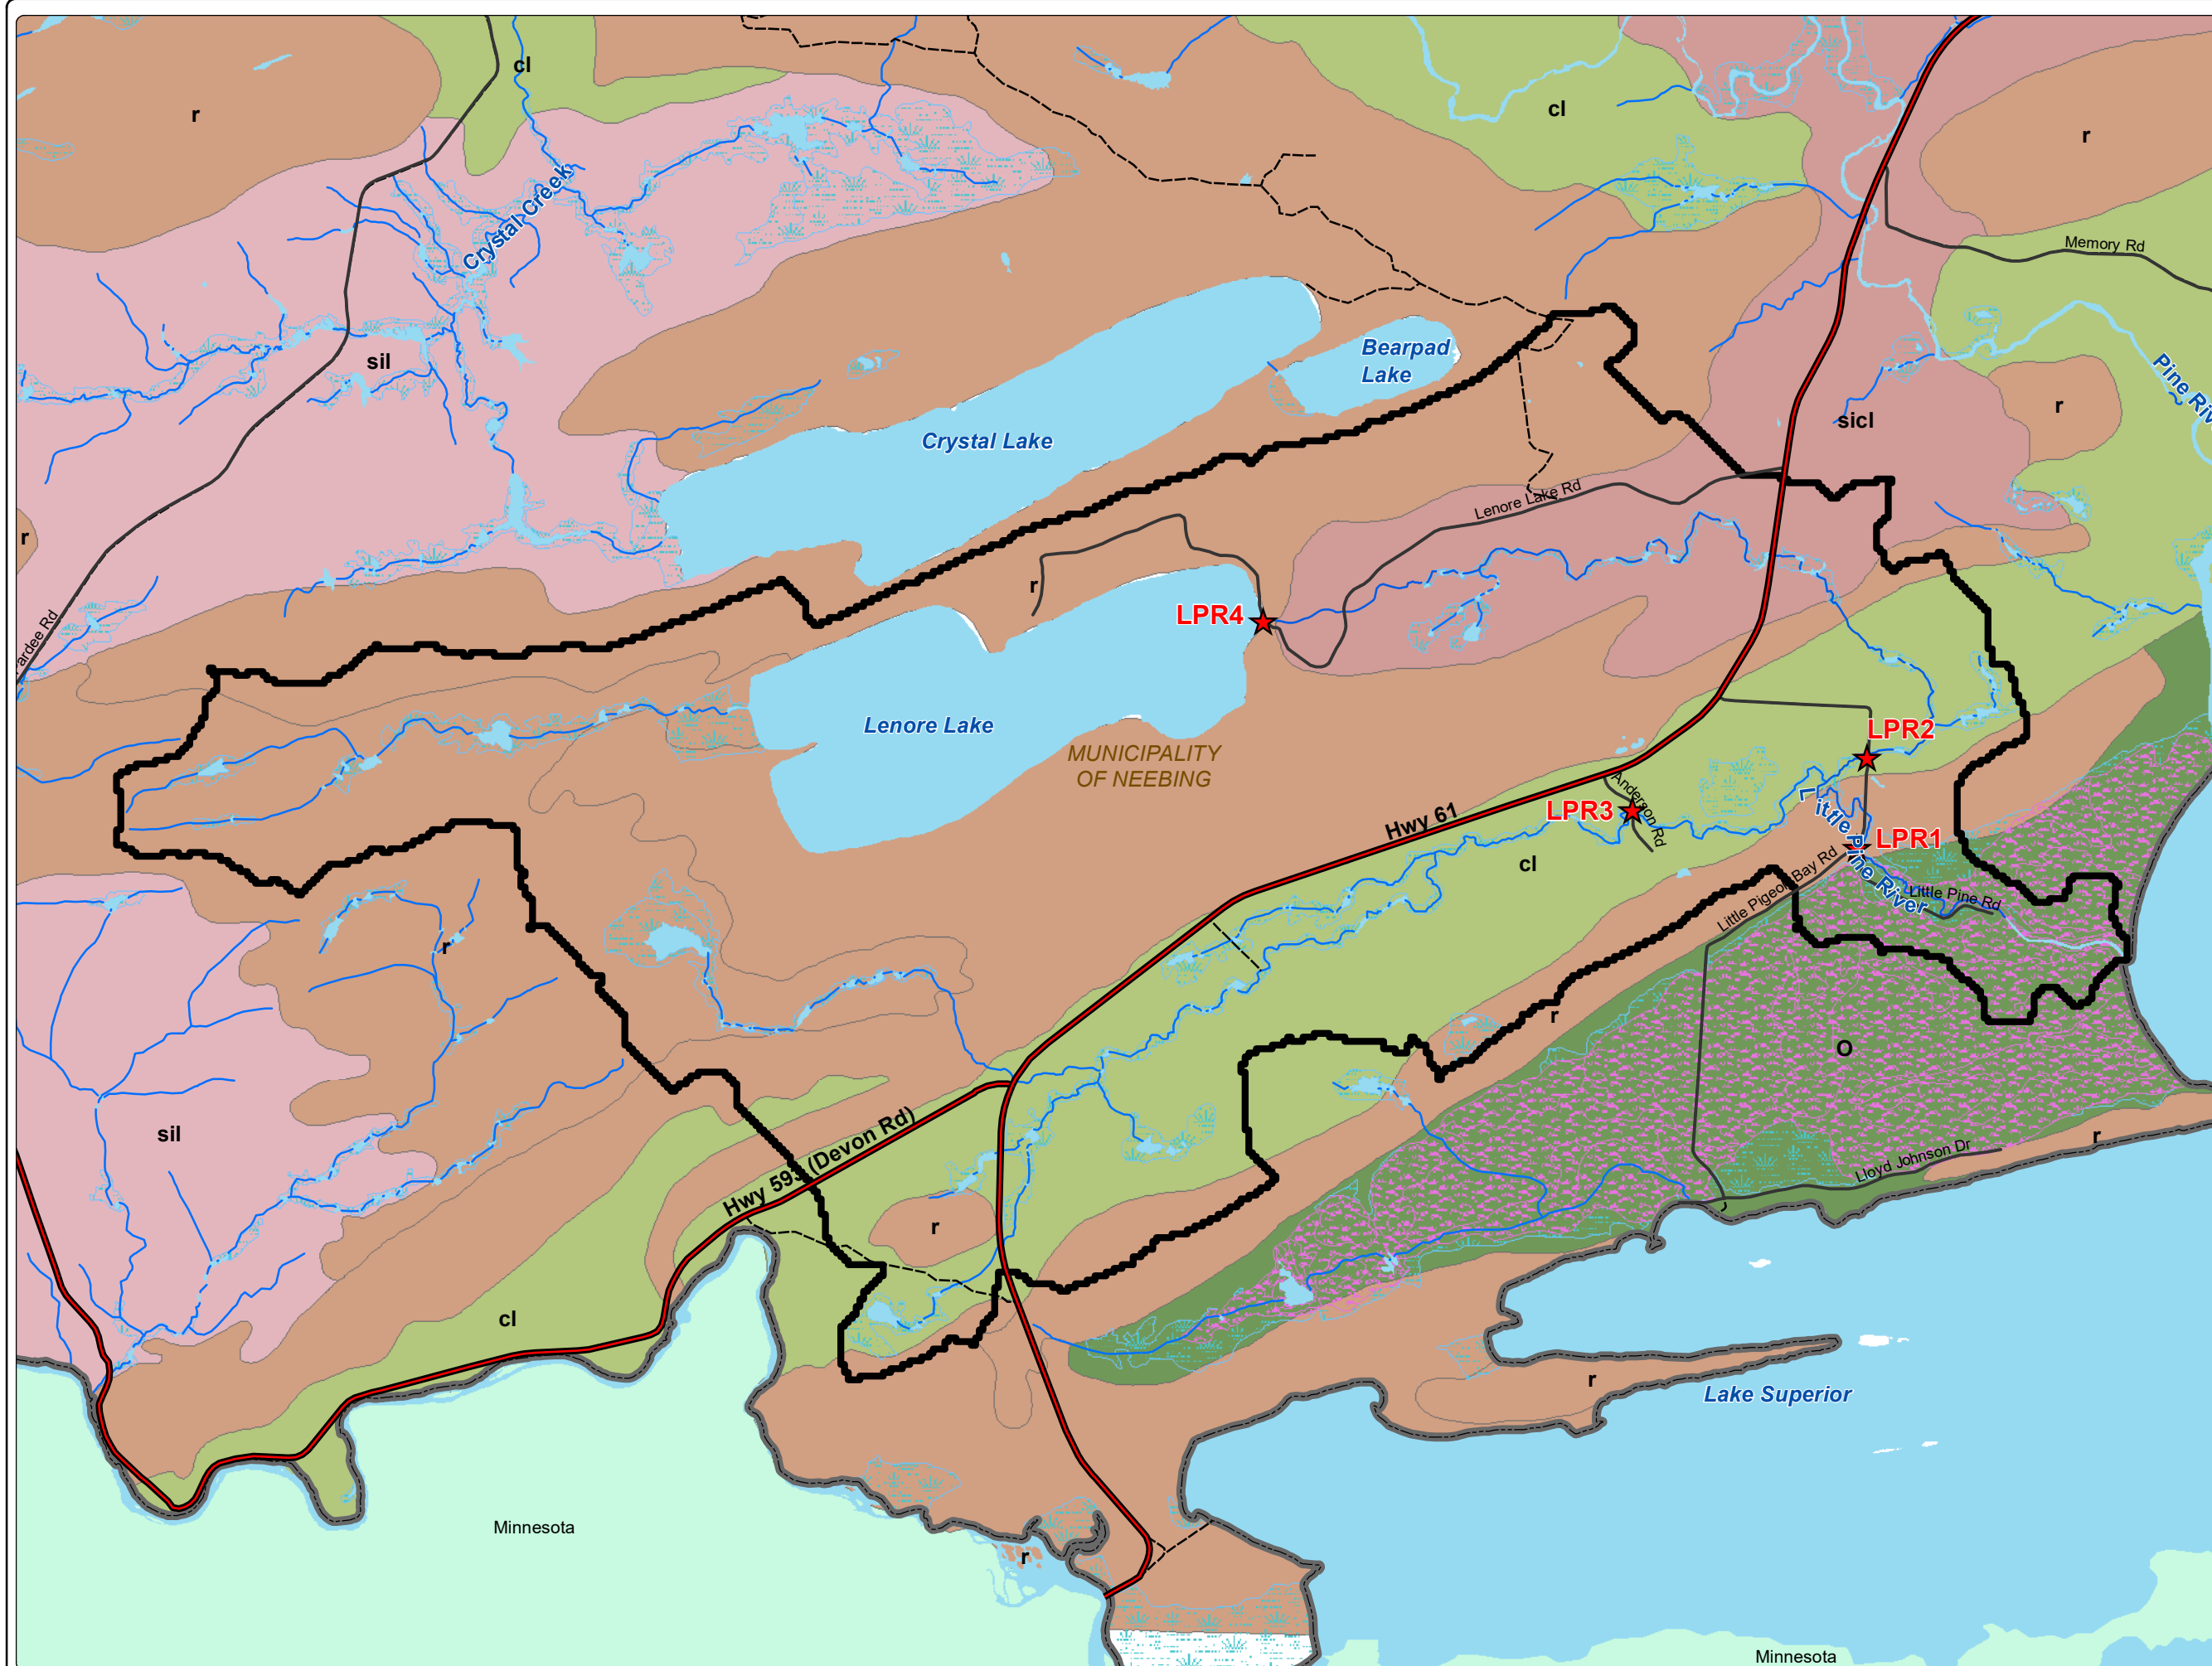 cl
r
cl
r
Crystal Creek
Memory Rd
sil
Bearpad
Lake
Pine Riv
r
sicl
Crystal Lake
Lenore Lake Rd
r
r
LPR4
ardee Rd
Lenore Lake
MUNICIPALITY
OF NEEBING
LPR2
Anderson Rd
LPR3
Hwy 61
Little Pine River
LPR1
cl
Little Pigeon Bay Rd
Little Pine Rd
r
r
O
sil
Hwy 593 (Devon Rd)
r
Lloyd Johnson Dr
r
cl
r
Lake Superior
Minnesota
r
Minnesota